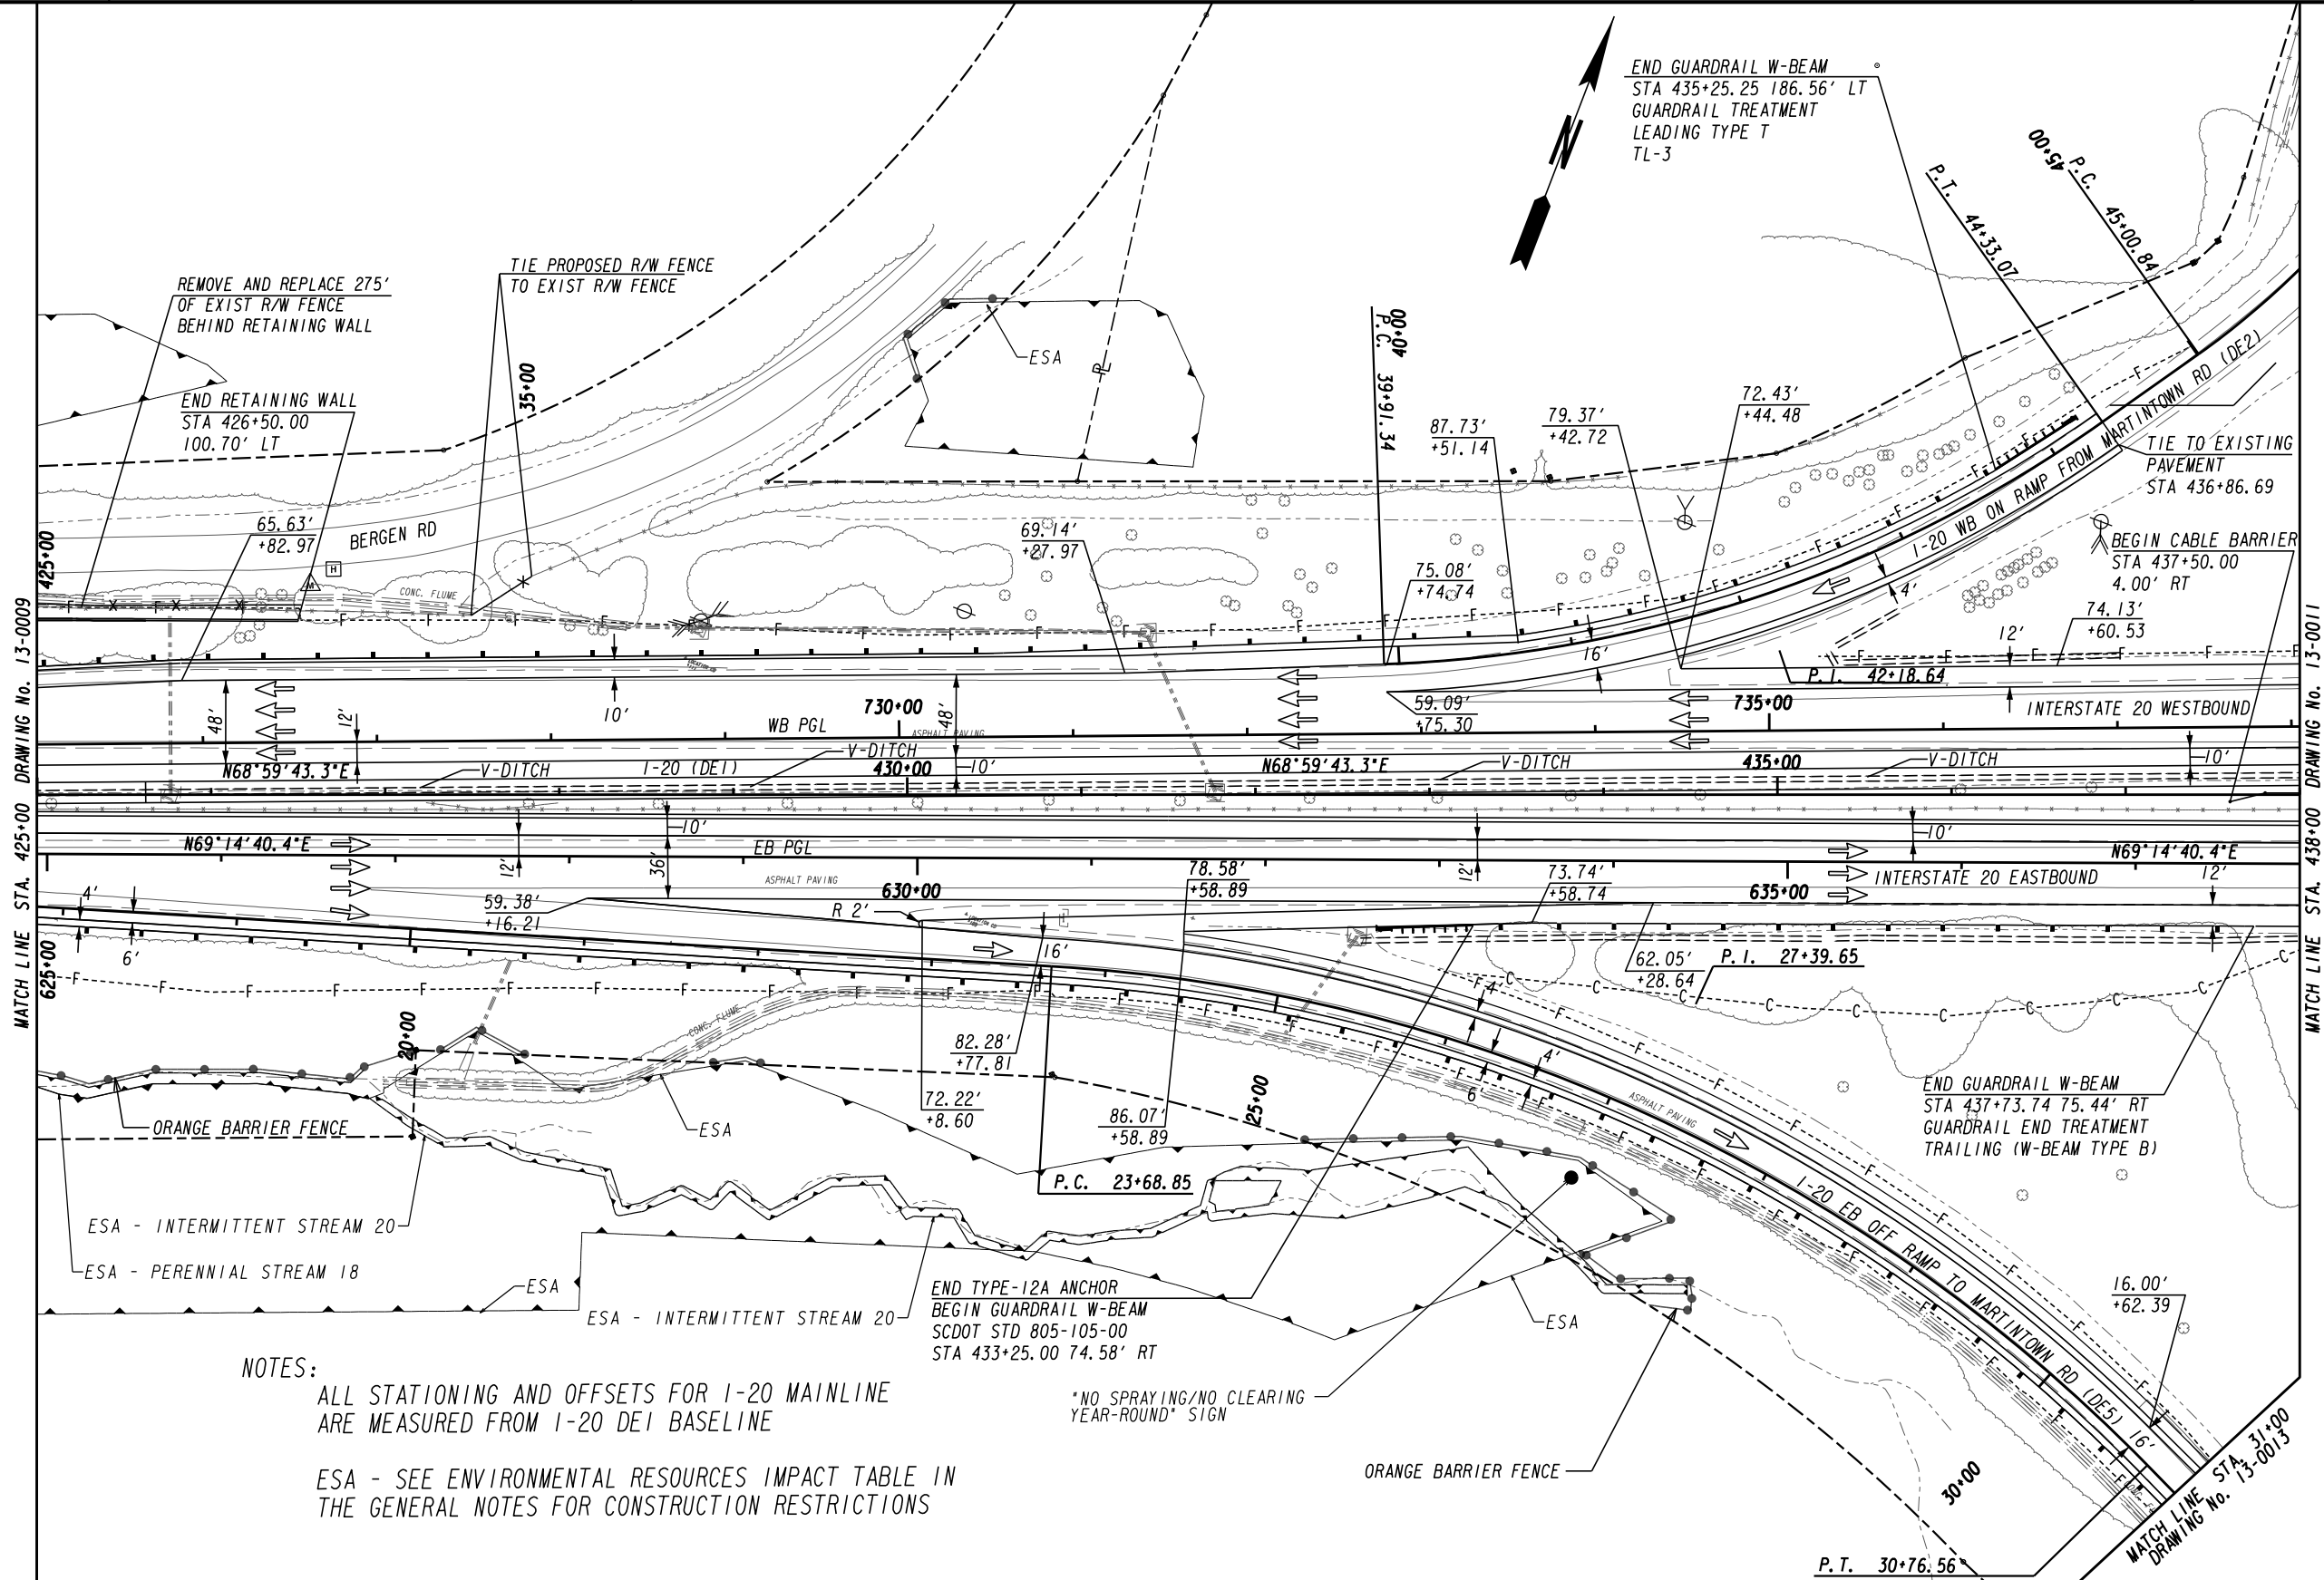 END GUARDRAIL W-BEAM
STA 435+25.25 186.56' LT
GUARDRAIL TREATMENT
LEADING TYPE T
TL-3
N
P.T. 44+33.07
45+00
P.C. 45+00.84
REMOVE AND REPLACE 275'
OF EXIST R/W FENCE
BEHIND RETAINING WALL
TIE PROPOSED R/W FENCE
TO EXIST R/W FENCE
END RETAINING WALL
STA 426+50.00
100.70' LT
35+00
ESA
PL
P.C. 39+91.34
40+00
87.73'
+51.14
79.37'
+42.72
72.43'
+44.48
I-20 WB ON RAMP FROM MARTINTOWN RD (DE2)
TIE TO EXISTING
PAVEMENT
STA 436+86.69
BEGIN CABLE BARRIER
STA 437+50.00
4.00' RT
65.63'
+82.97
BERGEN RD
H
M
CONC. FLUME
69.14'
+27.97
75.08'
+74.74
16'
4'
74.13'
+60.53
12'
P.I. 42+18.64
425+00
48'
12'
10'
730+00
48'
WB PGL
ASPHALT PAVING
59.09'
+75.30
735+00
INTERSTATE 20 WESTBOUND
N68°59'43.3"E
V-DITCH
I-20 (DE1)
V-DITCH
430+00
10'
N68°59'43.3"E
V-DITCH
435+00
V-DITCH
10'
N69°14'40.4"E
12'
10'
36'
EB PGL
ASPHALT PAVING
630+00
78.58'
+58.89
12'
73.74'
+58.74
635+00
10'
N69°14'40.4"E
INTERSTATE 20 EASTBOUND
12'
4'
6'
59.38'
+16.21
R 2'
16'
62.05'
+28.64
P.I. 27+39.65
625+00
20+00
CONC. FLUME
82.28'
+77.81
72.22'
+8.60
86.07'
+58.89
25+00
4'
4'
6'
ASPHALT PAVING
END GUARDRAIL W-BEAM
STA 437+73.74 75.44' RT
GUARDRAIL END TREATMENT
TRAILING (W-BEAM TYPE B)
ORANGE BARRIER FENCE
ESA
P.C. 23+68.85
ESA - INTERMITTENT STREAM 20
ESA - PERENNIAL STREAM 18
ESA
ESA - INTERMITTENT STREAM 20
END TYPE-12A ANCHOR
BEGIN GUARDRAIL W-BEAM
SCDOT STD 805-105-00
STA 433+25.00 74.58' RT
ESA
I-20 EB OFF RAMP TO MARTINTOWN RD (DE5)
16.00'
+62.39
16'
"NO SPRAYING/NO CLEARING
YEAR-ROUND" SIGN
ORANGE BARRIER FENCE
30+00
P.T. 30+76.56
NOTES:
ALL STATIONING AND OFFSETS FOR I-20 MAINLINE
ARE MEASURED FROM I-20 DE1 BASELINE
ESA - SEE ENVIRONMENTAL RESOURCES IMPACT TABLE IN
THE GENERAL NOTES FOR CONSTRUCTION RESTRICTIONS
MATCH LINE STA. 425+00 DRAWING No. 13-0009
MATCH LINE STA. 438+00 DRAWING No. 13-0011
MATCH LINE STA. 31+00
DRAWING No. 13-0013